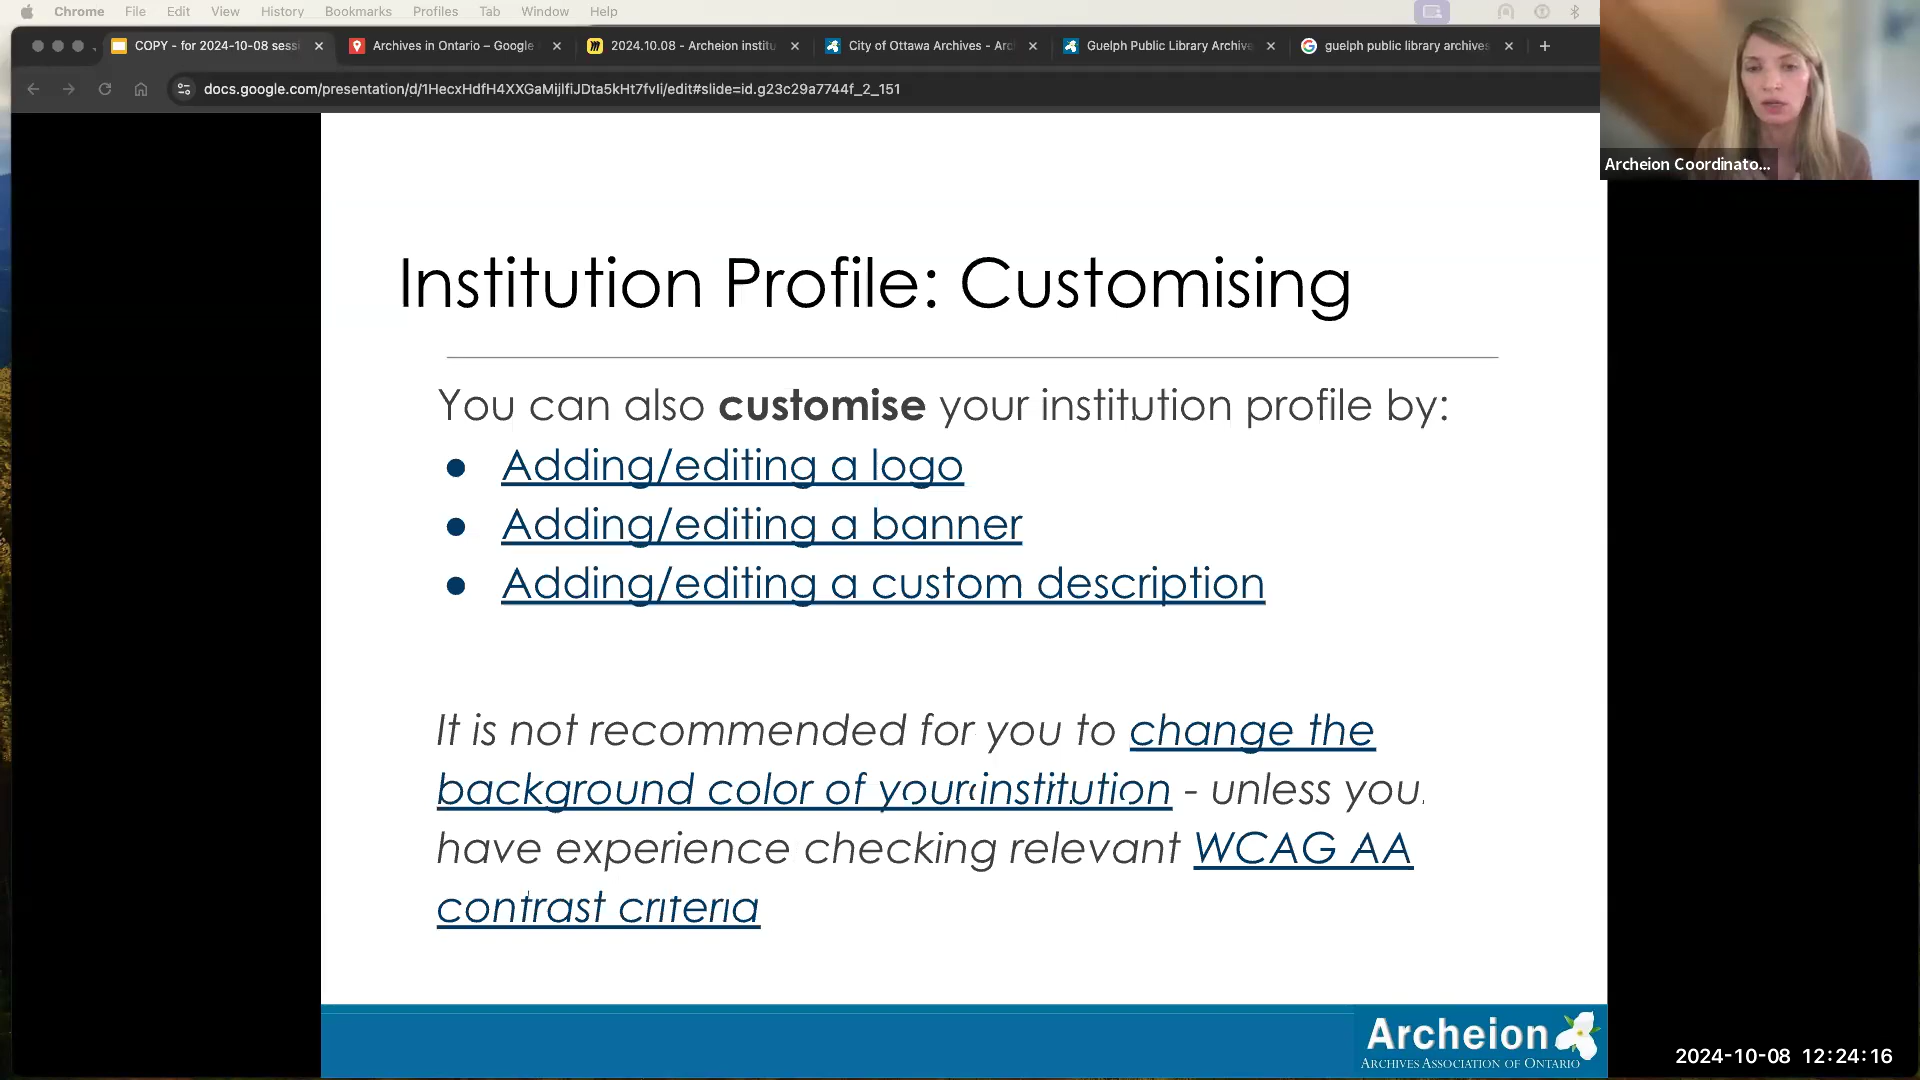 Chrome File Edit View History Bookmarks Profiles Tab Window Help
COPY - for 2024-10-08 sessi
Archives in Ontario – Google
2024.10.08 - Archeion institu
City of Ottawa Archives - Arc
Guelph Public Library Archive
guelph public library archives
docs.google.com/presentation/d/1HecxHdfH4XXGaMijlfiJDta5kHt7fvIi/edit#slide=id.g23c29a7744f_2_151
Archeion Coordinato...
Institution Profile: Customising
You can also customise your institution profile by:
● Adding/editing a logo
● Adding/editing a banner
● Adding/editing a custom description
It is not recommended for you to change the
background color of your institution - unless you
have experience checking relevant WCAG AA
contrast criteria
Archeion
ARCHIVES ASSOCIATION OF ONTARIO
2024-10-08 12:24:16